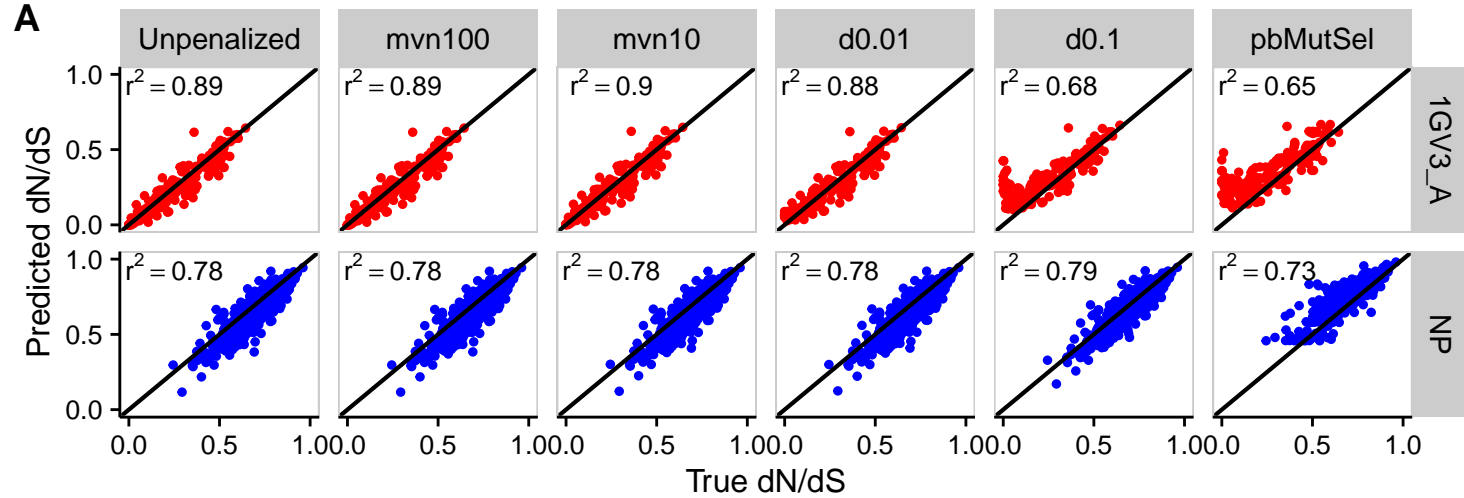 A
Unpenalized mvn100 mvn10 d0.01 d0.1 pbMutSel
1.0 r² = 0.89 r² = 0.89 r² = 0.9 r² = 0.88 r² = 0.68 r² = 0.65
0.5
0.0
1GV3_A
Predicted dN/dS
1.0 r² = 0.78 r² = 0.78 r² = 0.78 r² = 0.78 r² = 0.79 r² = 0.73
0.5
0.0
NP
0.0 0.5 1.0 0.0 0.5 1.0 0.0 0.5 1.0 0.0 0.5 1.0 0.0 0.5 1.0 0.0 0.5 1.0
True dN/dS